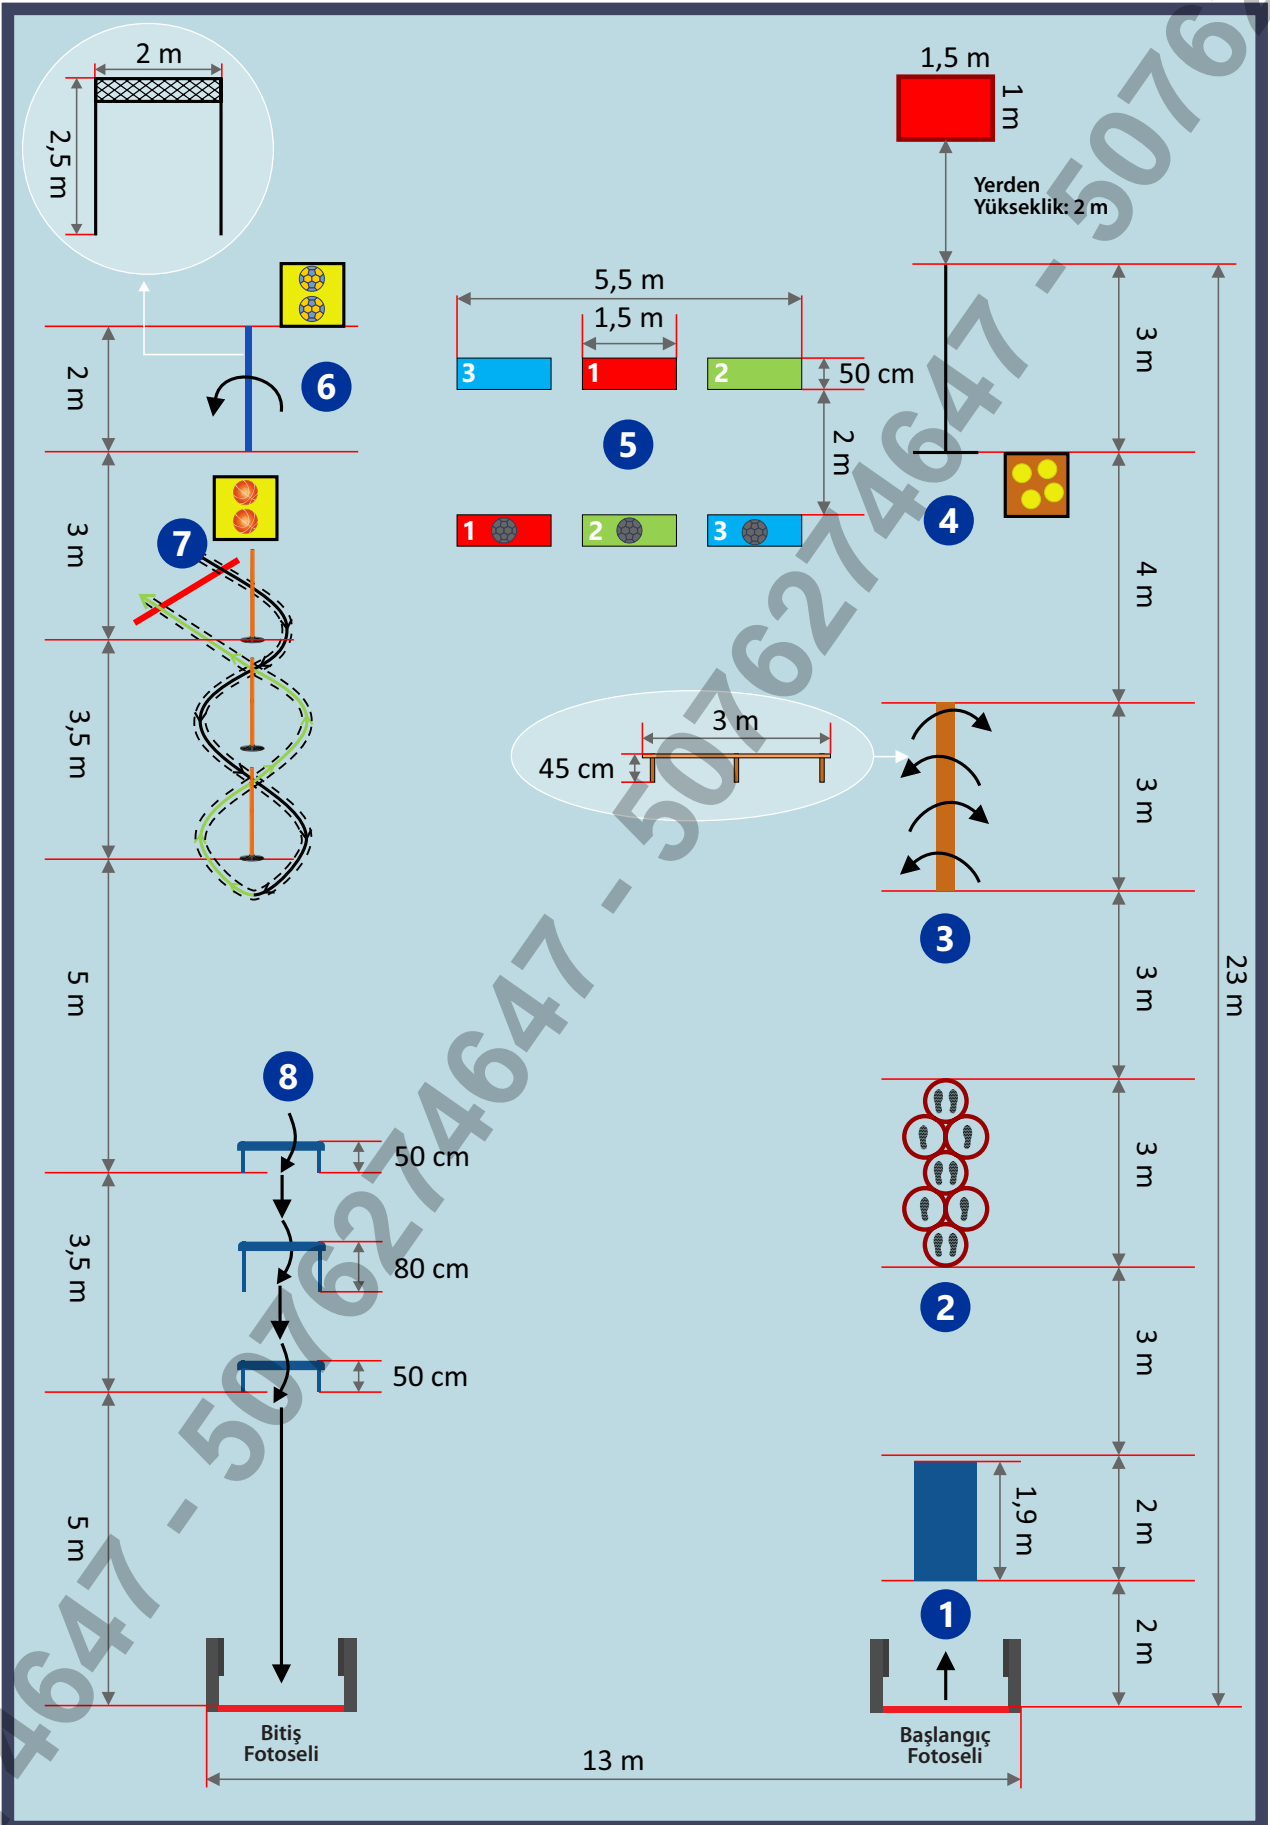 2 m
2,5 m
1,5 m
1 m
Yerden
Yükseklik: 2 m
5,5 m
1,5 m
3
1
2
50 cm
2 m
5
1
2
3
6
2 m
3 m
7
3,5 m
5 m
8
50 cm
80 cm
50 cm
3,5 m
5 m
Bitiş
Fotoseli
13 m
3 m
4
4 m
3 m
45 cm
3 m
3
3 m
23 m
3 m
2
3 m
1,9 m
2 m
1
2 m
Başlangıç
Fotoseli
4647 - 5076274647 - 5076274647 - 50762